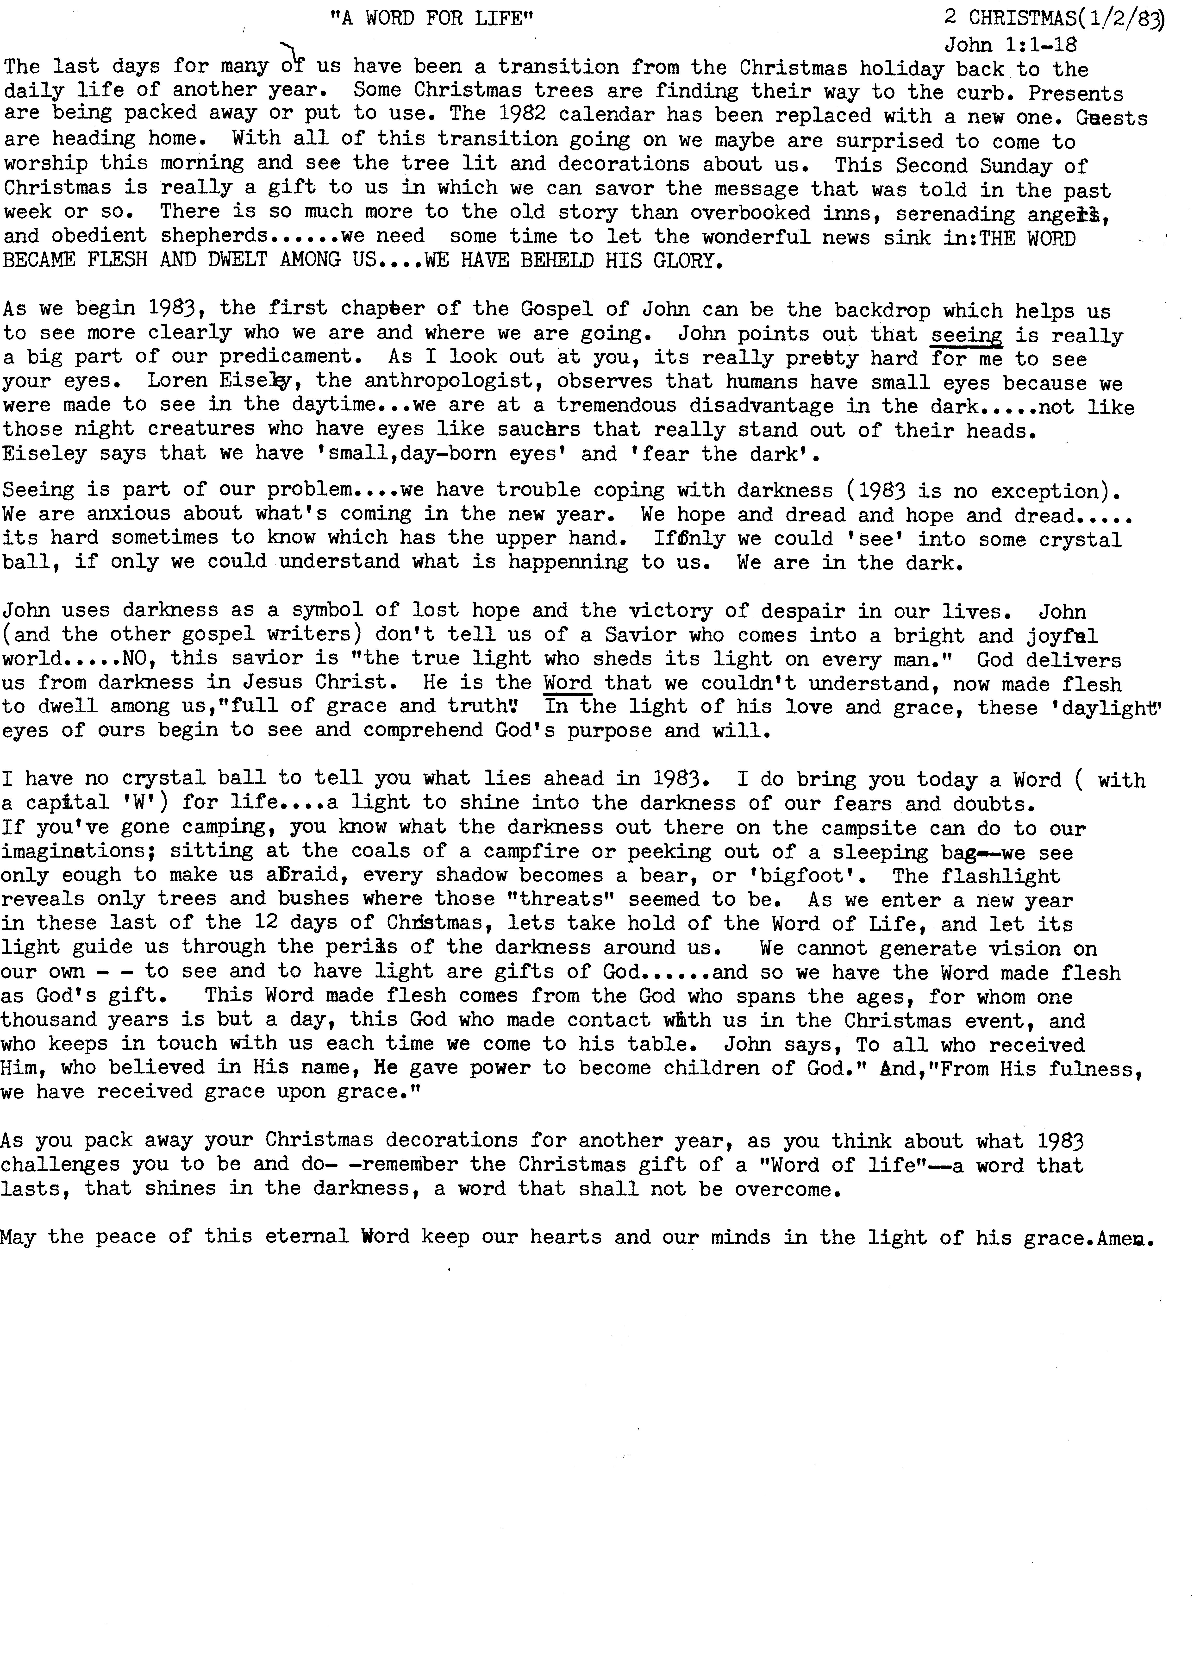 "A WORD FOR LIFE" 2 CHRISTMAS(1/2/83)
John 1:1-18
The last days for many of us have been a transition from the Christmas holiday back to the
daily life of another year. Some Christmas trees are finding their way to the curb. Presents
are being packed away or put to use. The 1982 calendar has been replaced with a new one. Guests
are heading home. With all of this transition going on we maybe are surprised to come to
worship this morning and see the tree lit and decorations about us. This Second Sunday of
Christmas is really a gift to us in which we can savor the message that was told in the past
week or so. There is so much more to the old story than overbooked inns, serenading angels,
and obedient shepherds......we need some time to let the wonderful news sink in:THE WORD
BECAME FLESH AND DWELT AMONG US....WE HAVE BEHELD HIS GLORY.
As we begin 1983, the first chapter of the Gospel of John can be the backdrop which helps us
to see more clearly who we are and where we are going. John points out that seeing is really
a big part of our predicament. As I look out at you, its really pretty hard for me to see
your eyes. Loren Eisely, the anthropologist, observes that humans have small eyes because we
were made to see in the daytime...we are at a tremendous disadvantage in the dark.....not like
those night creatures who have eyes like saucers that really stand out of their heads.
Eiseley says that we have 'small,day-born eyes' and 'fear the dark'.
Seeing is part of our problem....we have trouble coping with darkness (1983 is no exception).
We are anxious about what's coming in the new year. We hope and dread and hope and dread.....
its hard sometimes to know which has the upper hand. If only we could 'see' into some crystal
ball, if only we could understand what is happenning to us. We are in the dark.
John uses darkness as a symbol of lost hope and the victory of despair in our lives. John
(and the other gospel writers) don't tell us of a Savior who comes into a bright and joyful
world.....NO, this savior is "the true light who sheds its light on every man." God delivers
us from darkness in Jesus Christ. He is the Word that we couldn't understand, now made flesh
to dwell among us,"full of grace and truth". In the light of his love and grace, these 'daylight'
eyes of ours begin to see and comprehend God's purpose and will.
I have no crystal ball to tell you what lies ahead in 1983. I do bring you today a Word ( with
a capital 'W') for life....a light to shine into the darkness of our fears and doubts.
If you've gone camping, you know what the darkness out there on the campsite can do to our
imaginations; sitting at the coals of a campfire or peeking out of a sleeping bag--we see
only eough to make us afraid, every shadow becomes a bear, or 'bigfoot'. The flashlight
reveals only trees and bushes where those "threats" seemed to be. As we enter a new year
in these last of the 12 days of Christmas, lets take hold of the Word of Life, and let its
light guide us through the perils of the darkness around us. We cannot generate vision on
our own - - to see and to have light are gifts of God......and so we have the Word made flesh
as God's gift. This Word made flesh comes from the God who spans the ages, for whom one
thousand years is but a day, this God who made contact with us in the Christmas event, and
who keeps in touch with us each time we come to his table. John says, To all who received
Him, who believed in His name, He gave power to become children of God." And,"From His fulness,
we have received grace upon grace."
As you pack away your Christmas decorations for another year, as you think about what 1983
challenges you to be and do- -remember the Christmas gift of a "Word of life"--a word that
lasts, that shines in the darkness, a word that shall not be overcome.
May the peace of this eternal Word keep our hearts and our minds in the light of his grace.Amen.